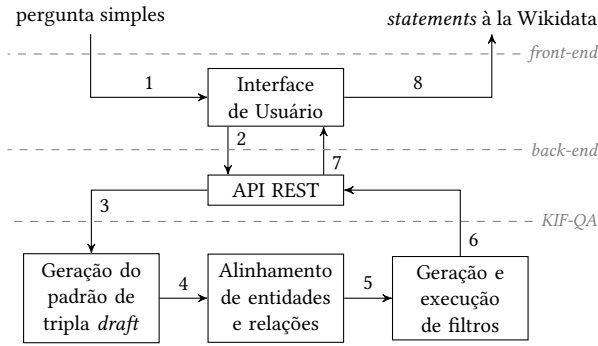 pergunta simples
statements à la Wikidata
front-end
1
Interface
de Usuário
8
2
7
back-end
API REST
3
6
KIF-QA
Geração do
padrão de
tripla draft
4
Alinhamento
de entidades
e relações
5
Geração e
execução
de filtros